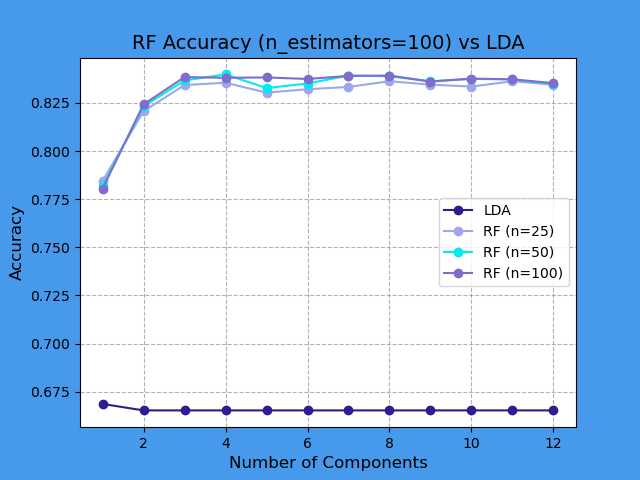 RF Accuracy (n_estimators=100) vs LDA
Accuracy
0.825
0.800
0.775
0.750
0.725
0.700
0.675
LDA
RF (n=25)
RF (n=50)
RF (n=100)
2 4 6 8 10 12
Number of Components